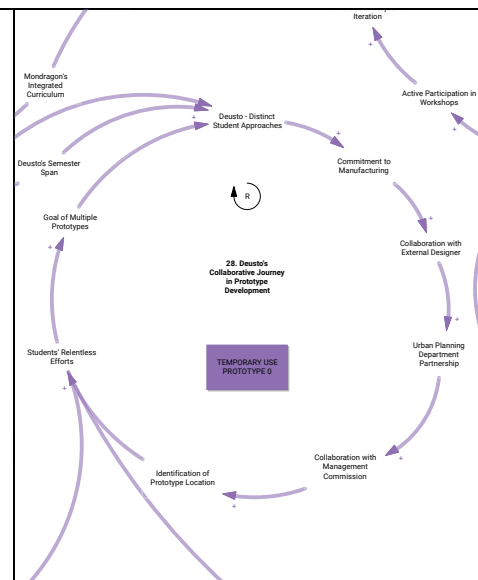 Iteration
Mondragon's
Integrated
Curriculum
Active Participation in
Workshops
+
+
+
Deusto - Distinct
Student Approaches
+
Commitment to
Manufacturing
Deusto's Semester
Span
+
R
Goal of Multiple
Prototypes
+
+
Collaboration with
External Designer
28. Deusto's
Collaborative Journey
in Prototype
Development
+
Urban Planning
Department
Partnership
Students' Relentless
Efforts
+
TEMPORARY USE
PROTOTYPE 0
Collaboration with
Management
Commission
+
Identification of
Prototype Location
+